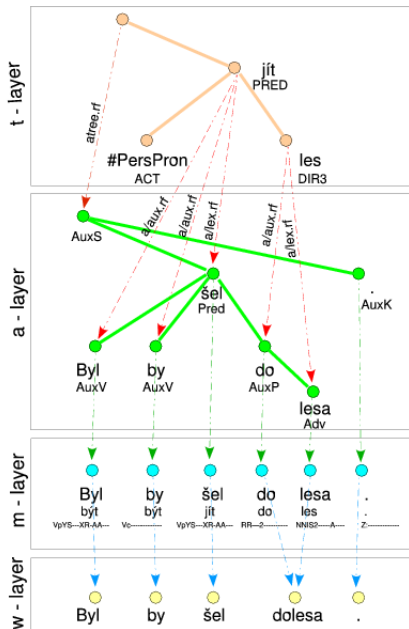 t - layer
jít
PRED
atree.rf
#PersPron
ACT
les
DIR3
a/aux.rf
a/aux.rf
a/lex.rf
a/aux.rf
a/lex.rf
a - layer
AuxS
šel
Pred
.
AuxK
Byl
AuxV
by
AuxV
do
AuxP
lesa
Adv
m - layer
Byl by šel do lesa .
být být jít do les .
VpYS---XR-AA--- Vc------------- VpYS---XR-AA--- RR--2---------- NNIS2-----A---- Z:-------------
w - layer
Byl by šel dolesa .